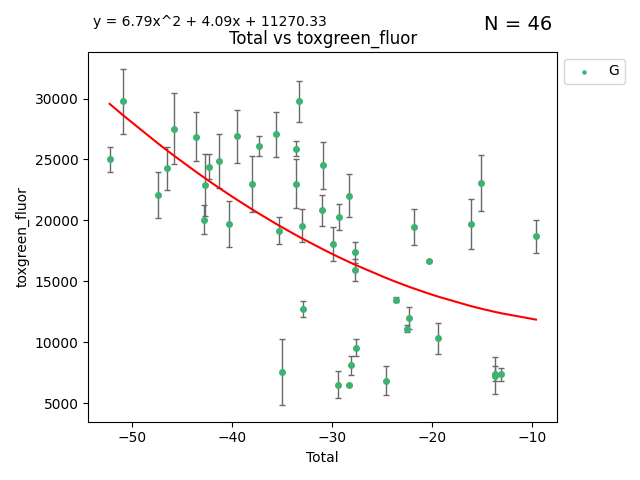 y = 6.79x^2 + 4.09x + 11270.33
N = 46
Total vs toxgreen_fluor
G
30000
25000
20000
15000
10000
5000
toxgreen_fluor
−50
−40
−30
−20
−10
Total